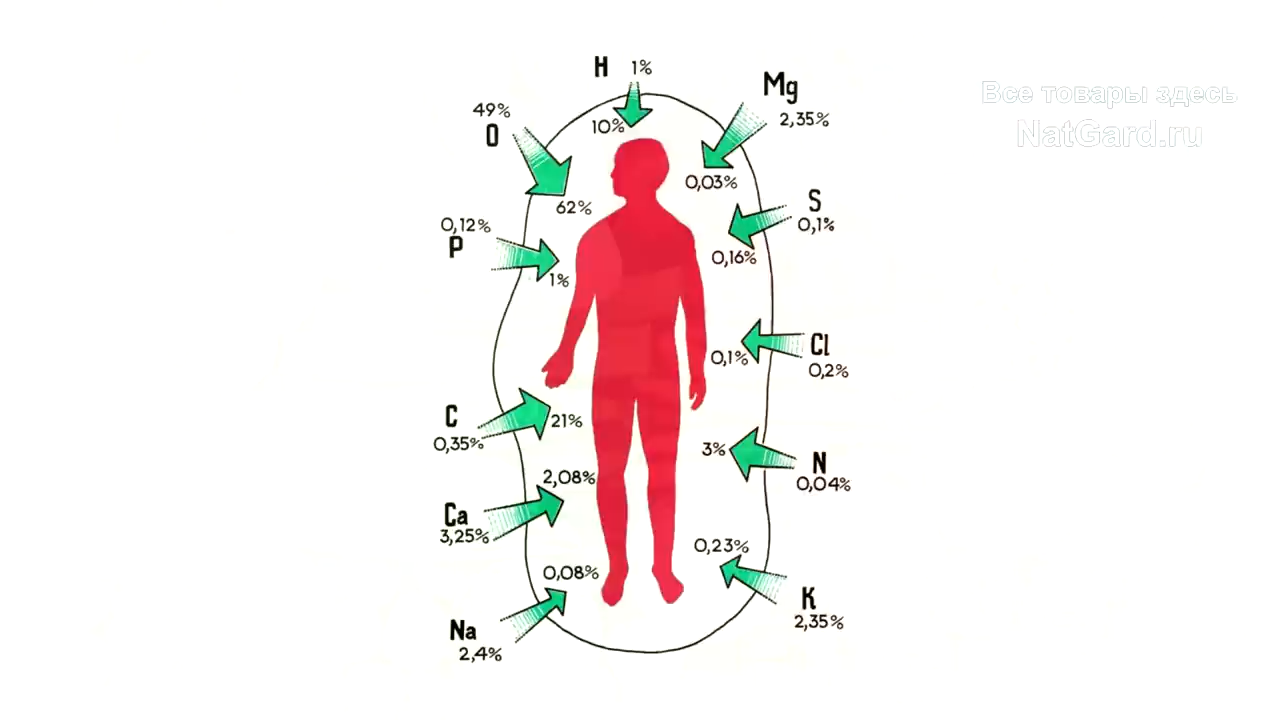 H 1%
10%
Mg
2,35%
0,03%
Все товары здесь
NatGard.ru
49%
O
62%
S
0,1%
0,16%
0,12%
P
1%
Cl
0,2%
0,1%
C
0,35%
21%
N
0,04%
3%
Ca
3,25%
2,08%
K
2,35%
0,23%
Na
2,4%
0,08%